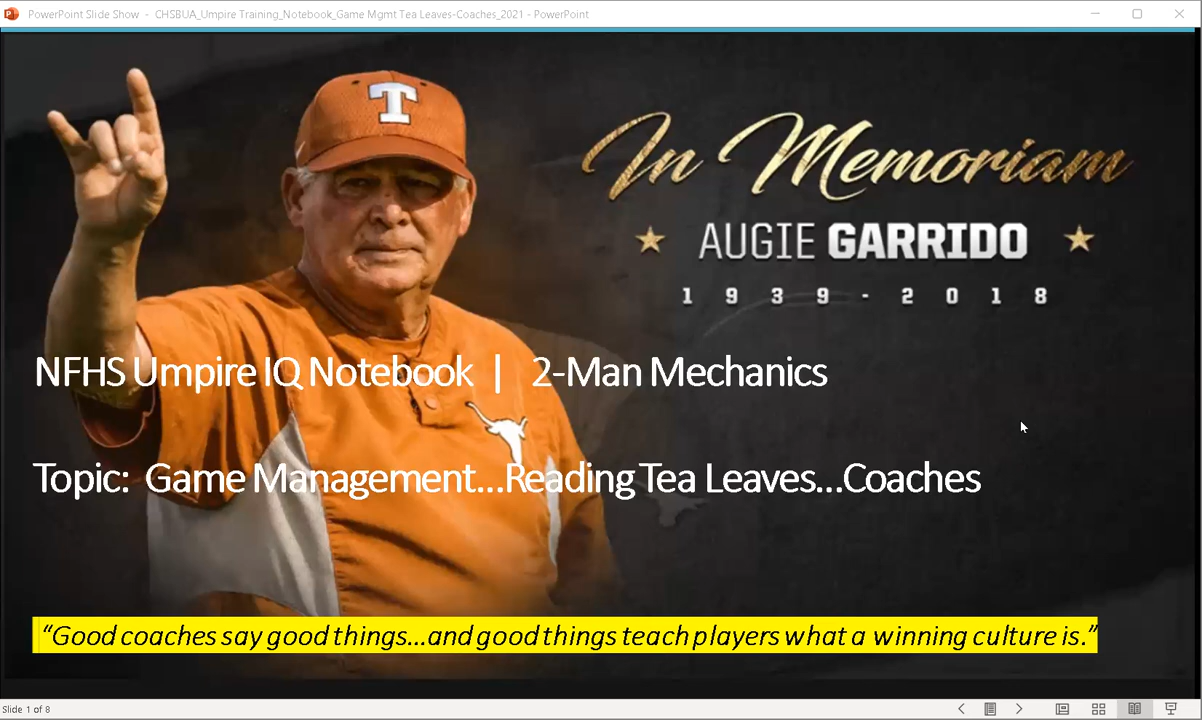 PowerPoint Slide Show - CHSBUA_Umpire Training_Notebook_Game Mgmt Tea Leaves-Coaches_2021 - PowerPoint
T
In Memoriam
AUGIE GARRIDO
1939-2018
NFHS Umpire IQ Notebook | 2-Man Mechanics
Topic: Game Management...Reading Tea Leaves...Coaches
“Good coaches say good things...and good things teach players what a winning culture is.”
Slide 1 of 8